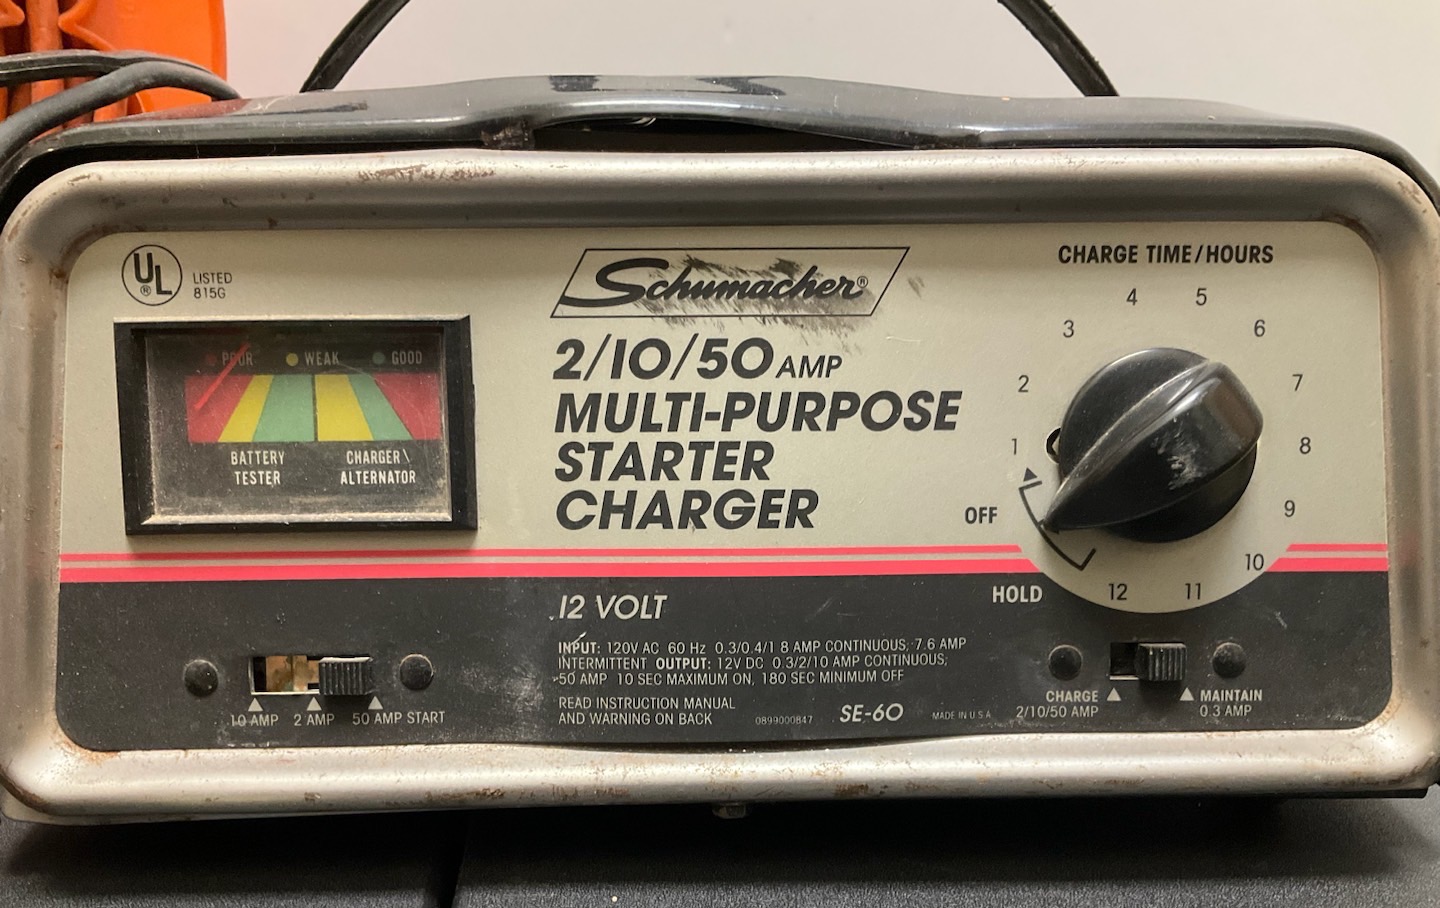 UL®
LISTED
815G
Schumacher®
CHARGE TIME/HOURS
1
2
3
4
5
6
7
8
9
10
11
12
OFF
HOLD
POOR WEAK GOOD
BATTERY
TESTER
CHARGER\
ALTERNATOR
2/10/50 AMP
MULTI-PURPOSE
STARTER
CHARGER
12 VOLT
INPUT: 120V AC 60 Hz 0.3/0.4/1 8 AMP CONTINUOUS; 7.6 AMP
INTERMITTENT OUTPUT: 12V DC 0.3/2/10 AMP CONTINUOUS;
50 AMP 10 SEC MAXIMUM ON, 180 SEC MINIMUM OFF
READ INSTRUCTION MANUAL
AND WARNING ON BACK
0899000847
SE-60
MADE IN U S A
10 AMP 2 AMP 50 AMP START
CHARGE
2/10/50 AMP
MAINTAIN
0.3 AMP